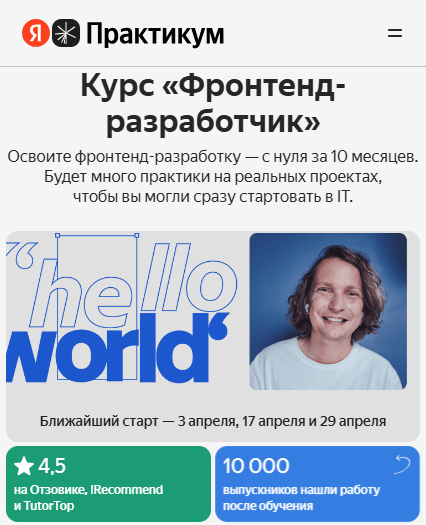 Я Практикум
Курс «Фронтенд-
разработчик»
Освоите фронтенд-разработку — с нуля за 10 месяцев.
Будет много практики на реальных проектах,
чтобы вы могли сразу стартовать в IT.
“hello
world‘
Ближайший старт — 3 апреля, 17 апреля и 29 апреля
4,5
на Отзовике, IRecommend
и TutorTop
10 000
выпускников нашли работу
после обучения